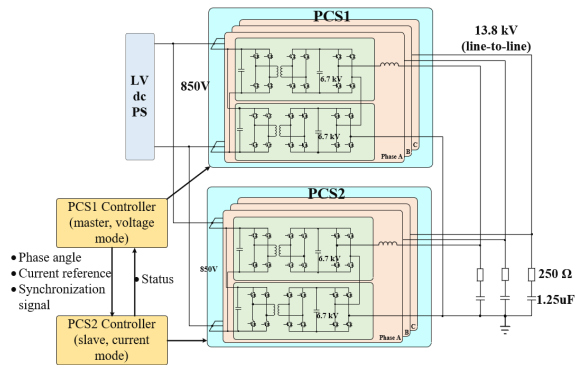 PCS1
13.8 kV
(line-to-line)
LV
dc
PS
850V
6.7 kV
6.7 kV
Phase A
B
C
PCS1 Controller
(master, voltage
mode)
PCS2
• Phase angle
• Current reference
• Synchronization
signal
• Status
850V
6.7 kV
6.7 kV
Phase A
B
C
250 Ω
1.25uF
PCS2 Controller
(slave, current
mode)